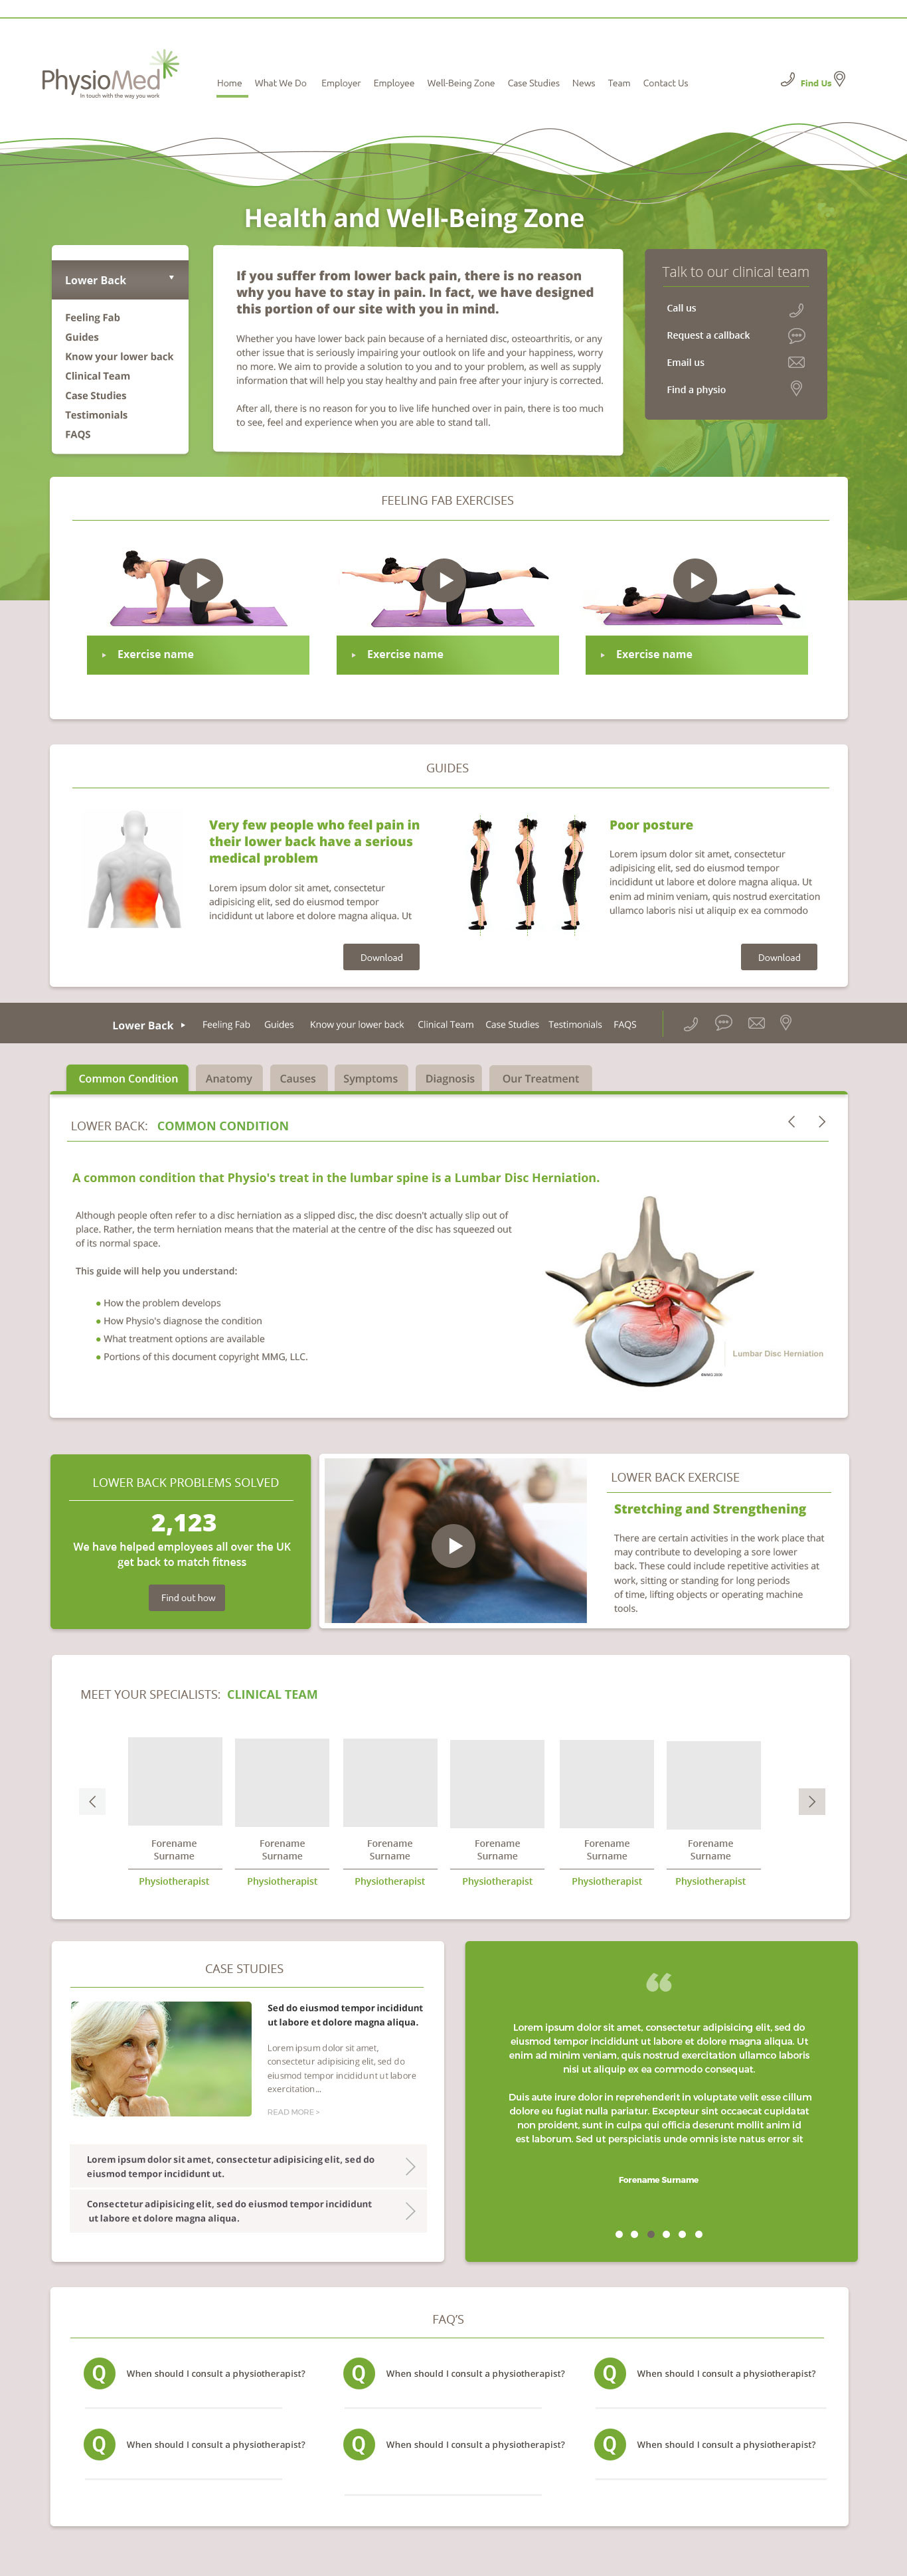 PhysioMed
In touch with the way you work
Home What We Do Employer Employee Well-Being Zone Case Studies News Team Contact Us
Find Us
Health and Well-Being Zone
Lower Back
Feeling Fab
Guides
Know your lower back
Clinical Team
Case Studies
Testimonials
FAQS
If you suffer from lower back pain, there is no reason
why you have to stay in pain. In fact, we have designed
this portion of our site with you in mind.
Whether you have lower back pain because of a herniated disc, osteoarthritis, or any
other issue that is seriously impairing your outlook on life and your happiness, worry
no more. We aim to provide a solution to you and to your problem, as well as supply
information that will help you stay healthy and pain free after your injury is corrected.
After all, there is no reason for you to live life hunched over in pain, there is too much
to see, feel and experience when you are able to stand tall.
Talk to our clinical team
Call us
Request a callback
Email us
Find a physio
FEELING FAB EXERCISES
Exercise name
Exercise name
Exercise name
GUIDES
Very few people who feel pain in
their lower back have a serious
medical problem
Lorem ipsum dolor sit amet, consectetur
adipisicing elit, sed do eiusmod tempor
incididunt ut labore et dolore magna aliqua. Ut
Download
Poor posture
Lorem ipsum dolor sit amet, consectetur
adipisicing elit, sed do eiusmod tempor
incididunt ut labore et dolore magna aliqua. Ut
enim ad minim veniam, quis nostrud exercitation
ullamco laboris nisi ut aliquip ex ea commodo
Download
Lower Back Feeling Fab Guides Know your lower back Clinical Team Case Studies Testimonials FAQS
Common Condition Anatomy Causes Symptoms Diagnosis Our Treatment
LOWER BACK: COMMON CONDITION
A common condition that Physio's treat in the lumbar spine is a Lumbar Disc Herniation.
Although people often refer to a disc herniation as a slipped disc, the disc doesn't actually slip out of
place. Rather, the term herniation means that the material at the centre of the disc has squeezed out
of its normal space.
This guide will help you understand:
How the problem develops
How Physio's diagnose the condition
What treatment options are available
Portions of this document copyright MMG, LLC.
Lumbar Disc Herniation
LOWER BACK PROBLEMS SOLVED
2,123
We have helped employees all over the UK
get back to match fitness
Find out how
LOWER BACK EXERCISE
Stretching and Strengthening
There are certain activities in the work place that
may contribute to developing a sore lower
back. These could include repetitive activities at
work, sitting or standing for long periods
of time, lifting objects or operating machine
tools.
MEET YOUR SPECIALISTS: CLINICAL TEAM
Forename Forename Forename Forename Forename Forename
Surname Surname Surname Surname Surname Surname
Physiotherapist Physiotherapist Physiotherapist Physiotherapist Physiotherapist Physiotherapist
CASE STUDIES
Sed do eiusmod tempor incididunt
ut labore et dolore magna aliqua.
Lorem ipsum dolor sit amet,
consectetur adipisicing elit, sed do
eiusmod tempor incididunt ut labore
exercitation...
READ MORE >
Lorem ipsum dolor sit amet, consectetur adipisicing elit, sed do
eiusmod tempor incididunt ut.
Consectetur adipisicing elit, sed do eiusmod tempor incididunt
ut labore et dolore magna aliqua.
“
Lorem ipsum dolor sit amet, consectetur adipisicing elit, sed do
eiusmod tempor incididunt ut labore et dolore magna aliqua. Ut
enim ad minim veniam, quis nostrud exercitation ullamco laboris
nisi ut aliquip ex ea commodo consequat.
Duis aute irure dolor in reprehenderit in voluptate velit esse cillum
dolore eu fugiat nulla pariatur. Excepteur sint occaecat cupidatat
non proident, sunt in culpa qui officia deserunt mollit anim id
est laborum. Sed ut perspiciatis unde omnis iste natus error sit
Forename Surname
FAQ'S
Q When should I consult a physiotherapist?
Q When should I consult a physiotherapist?
Q When should I consult a physiotherapist?
Q When should I consult a physiotherapist?
Q When should I consult a physiotherapist?
Q When should I consult a physiotherapist?